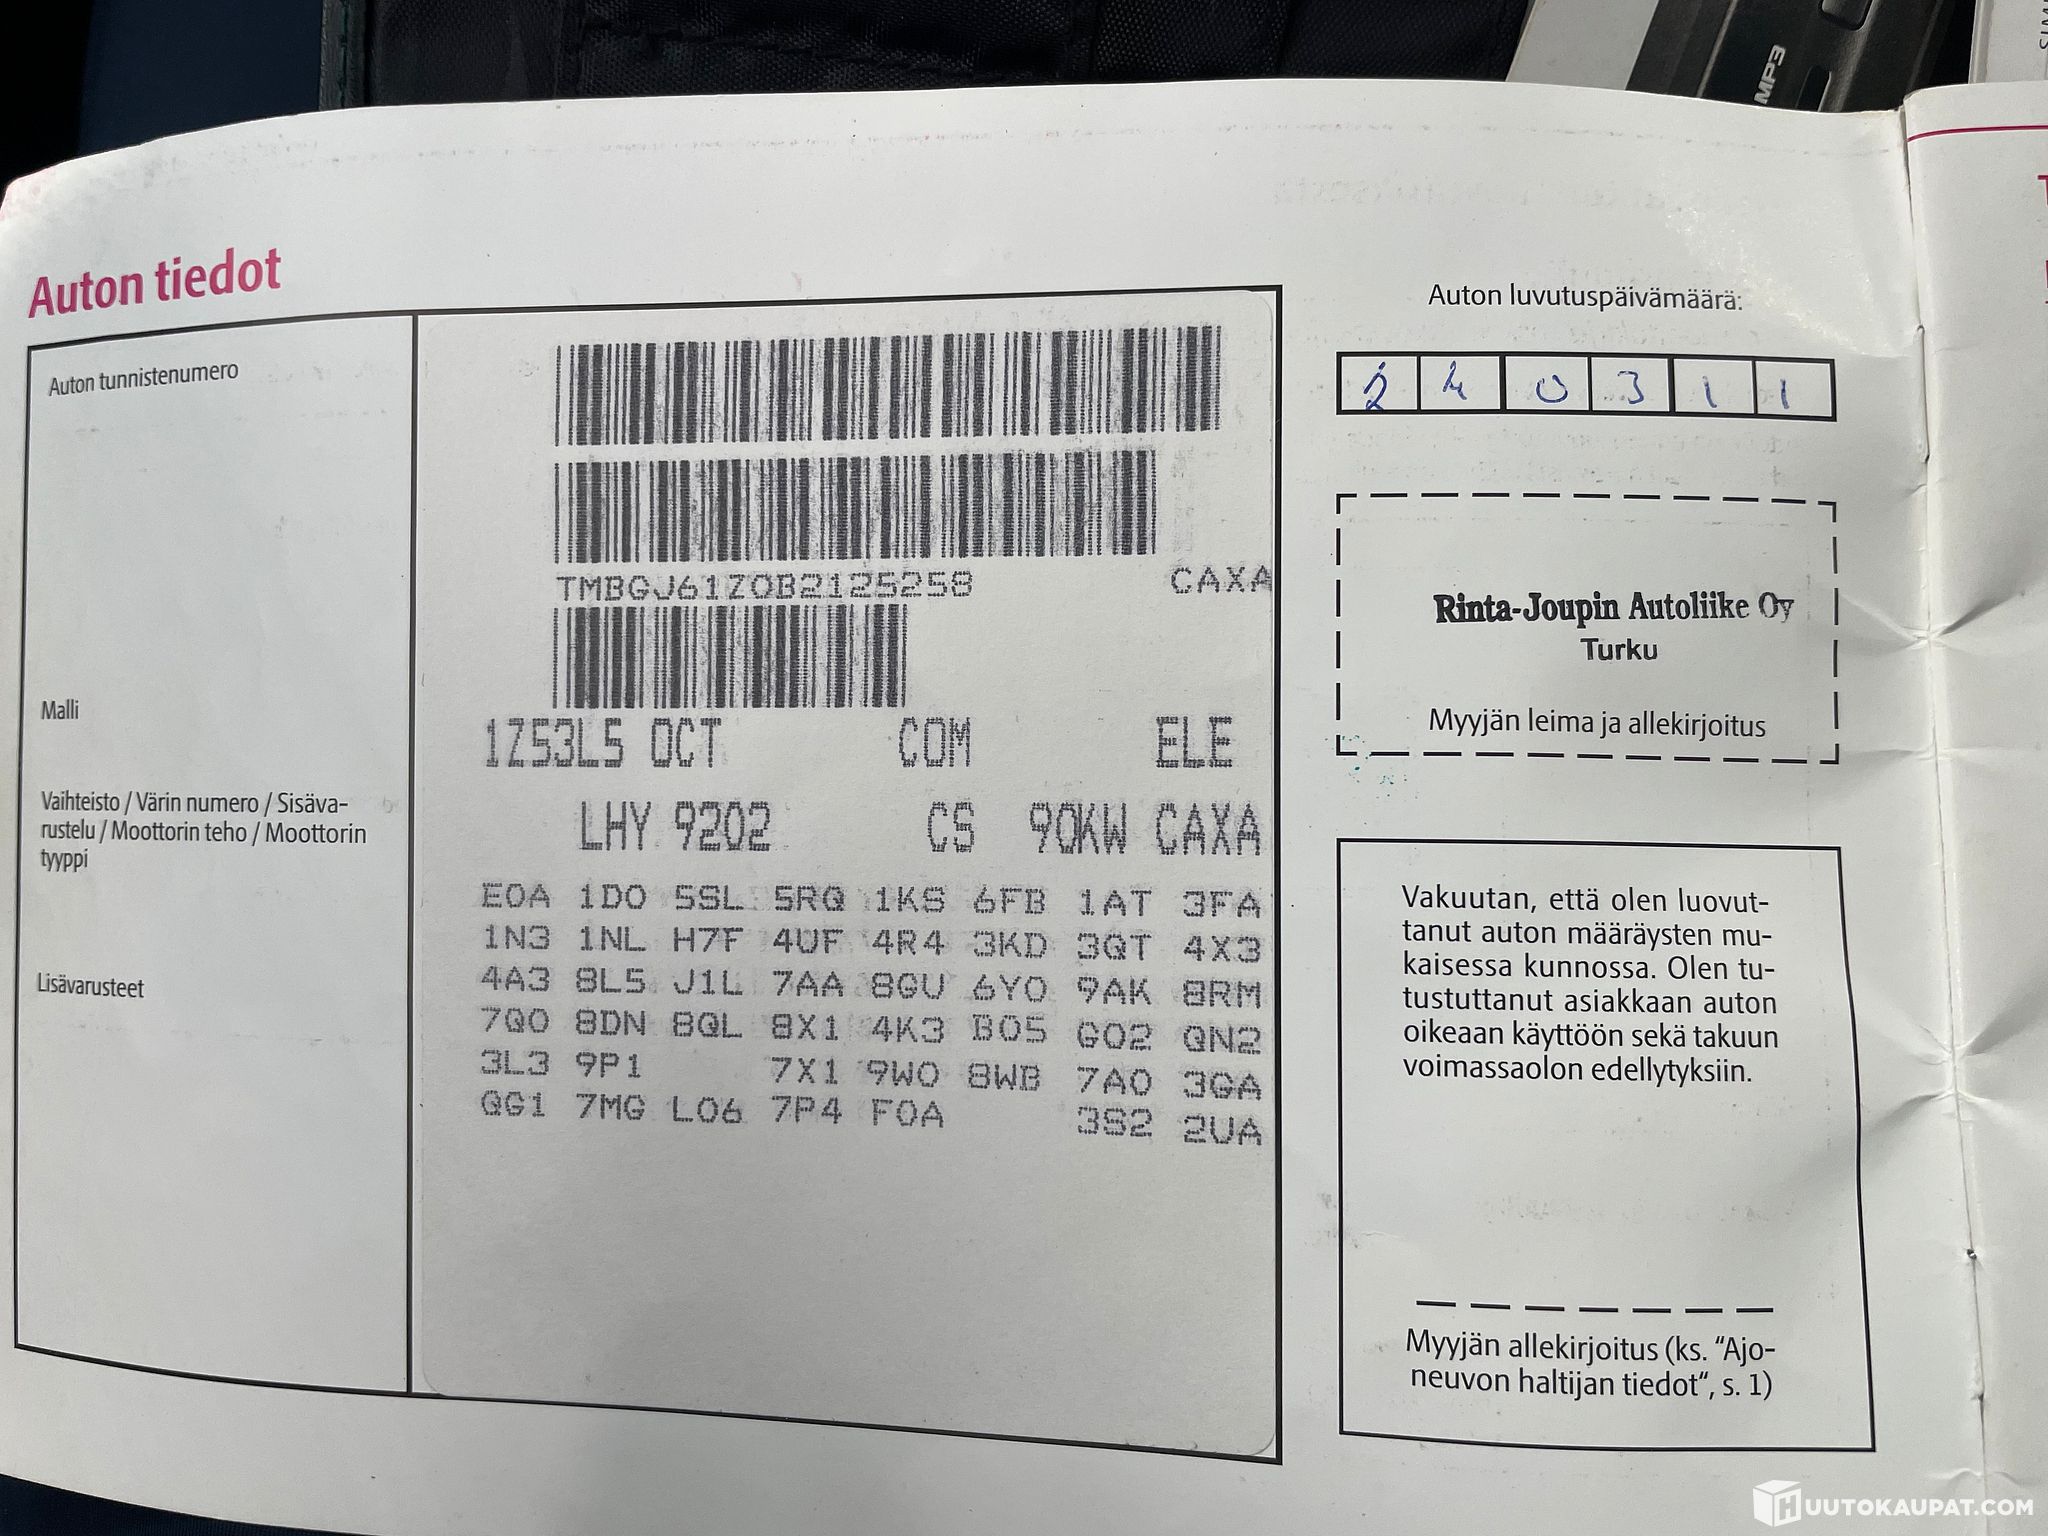 MP3
Auton tiedot
Auton tunnistenumero
TMBGJ61Z0B2125258 CAXA
Malli
1Z53L5 OCT COM ELE
Vaihteisto / Värin numero / Sisäva-
rustelu / Moottorin teho / Moottorin
tyyppi
LHY 9202 CS 90KW CAXA
Lisävarusteet
E0A 1D0 5SL 5RQ 1KS 6FB 1AT 3FA
1N3 1NL H7F 4UF 4R4 3KD 3QT 4X3
4A3 8L5 J1L 7AA 8GU 6Y0 9AK 8RM
7Q0 8DN 8QL 8X1 4K3 B05 G02 QN2
3L3 9P1 7X1 9W0 8WB 7A0 3GA
QG1 7MG L06 7P4 F0A 3S2 2UA
Auton luvutuspäivämäärä:
2 4 0 3 1 1
Rinta-Joupin Autoliike Oy
Turku
Myyjän leima ja allekirjoitus
Vakuutan, että olen luovut-
tanut auton määräysten mu-
kaisessa kunnossa. Olen tu-
tustuttanut asiakkaan auton
oikeaan käyttöön sekä takuun
voimassaolon edellytyksiin.
Myyjän allekirjoitus (ks. "Ajo-
neuvon haltijan tiedot", s. 1)
HUUTOKAUPAT.COM